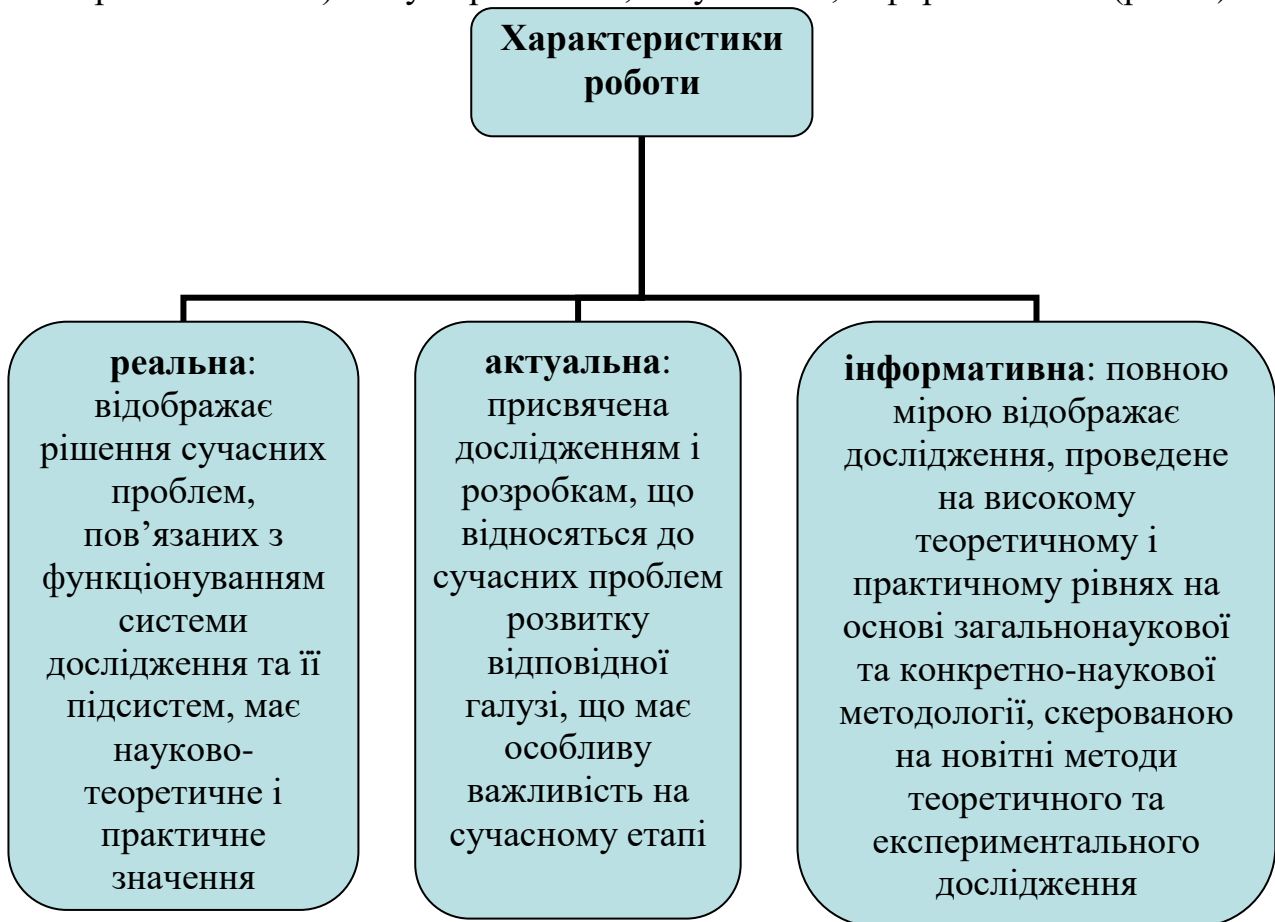 Характеристики
роботи
реальна:
відображає
рішення сучасних
проблем,
пов’язаних з
функціонуванням
системи
дослідження та її
підсистем, має
науково-
теоретичне і
практичне
значення
актуальна:
присвячена
дослідженням і
розробкам, що
відносяться до
сучасних проблем
розвитку
відповідної
галузі, що має
особливу
важливість на
сучасному етапі
інформативна: повною
мірою відображає
дослідження, проведене
на високому
теоретичному і
практичному рівнях на
основі загальнонаукової
та конкретно-наукової
методології, скерованою
на новітні методи
теоретичного та
експериментального
дослідження